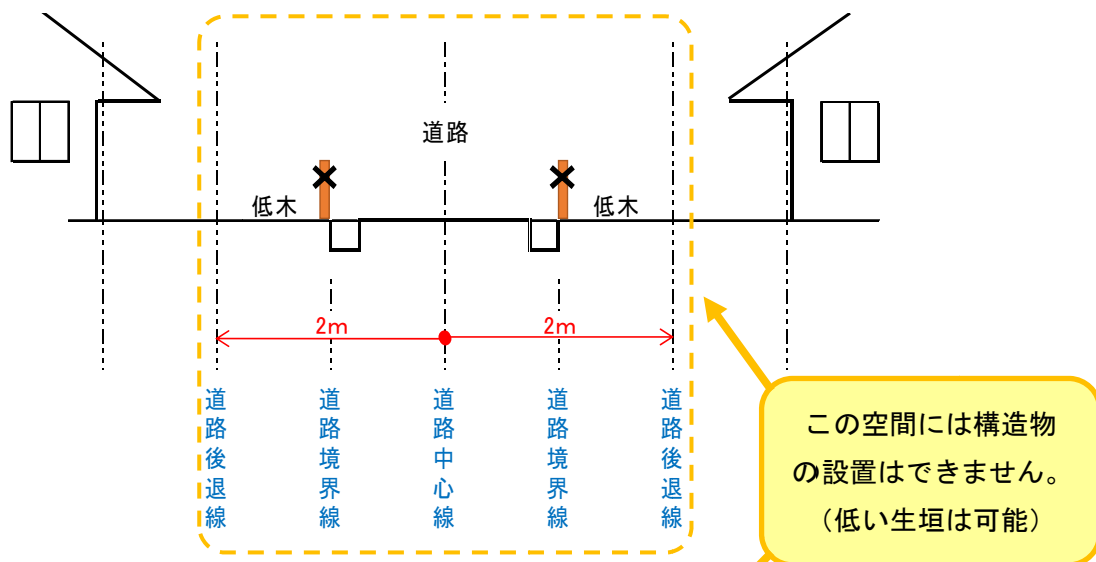 道路
低木
低木
2m
2m
道路後退線
道路境界線
道路中心線
道路境界線
道路後退線
この空間には構造物
の設置はできません。
（低い生垣は可能）